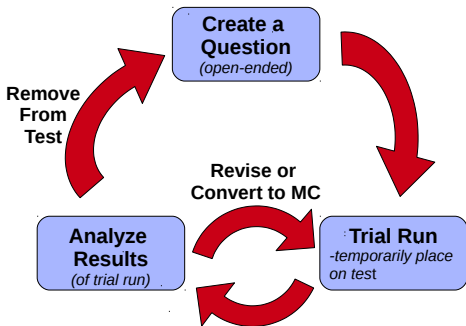 Create a
Question
(open-ended)
Remove
From
Test
Revise or
Convert to MC
Analyze
Results
(of trial run)
Trial Run
-temporarily place
on test